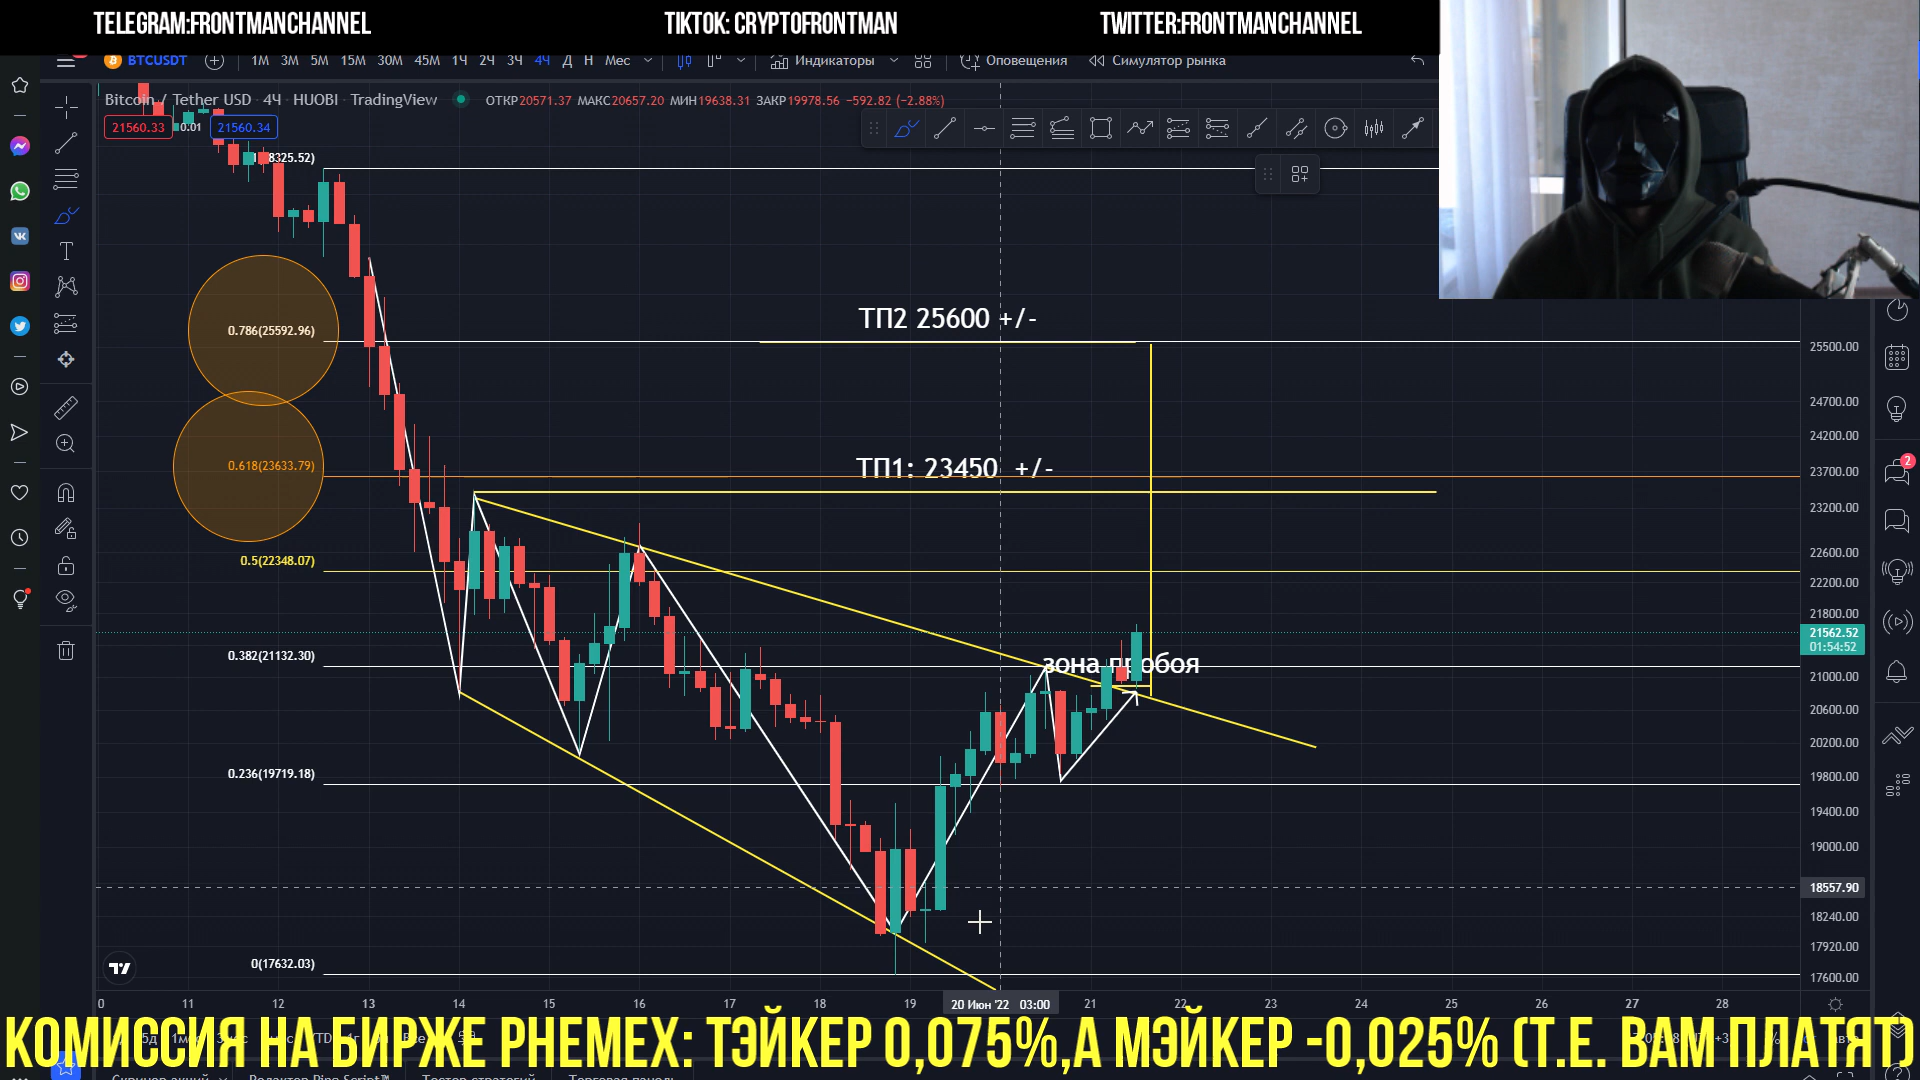 TELEGRAM:FRONTMANCHANNEL
TIKTOK: CRYPTOFRONTMAN
TWITTER:FRONTMANCHANNEL
BTCUSDT
1М 3М 5М 15М 30М 45М 1Ч 2Ч 3Ч 4Ч Д Н Мес
Индикаторы
Оповещения
Симулятор рынка
Bitcoin / Tether USD · 4Ч · HUOBI · TradingView
ОТКР20571.37 МАКС20657.20 МИН19638.31 ЗАКР19978.56 −592.82 (−2.88%)
21560.33
0.01
21560.34
8325.52)
ТП2 25600 +/-
0.786(25592.96)
25500.00
24700.00
24200.00
ТП1: 23450 +/-
0.618(23633.79)
23700.00
23200.00
0.5(22348.07)
22600.00
22200.00
21800.00
21562.52
01:54:52
0.382(21132.30)
зона пробоя
21000.00
20600.00
20200.00
0.236(19719.18)
19800.00
19400.00
19000.00
18557.90
18240.00
17920.00
0(17632.03)
17600.00
2
0 11 12 13 14 15 16 17 18 19 20 Июн '22 03:00 21 22 23 24 25 26 27 28
КОМИССИЯ НА БИРЖЕ PHEMEX: ТЭЙКЕР 0,075%,А МЭЙКЕР -0,025% (Т.Е. ВАМ ПЛАТЯТ)